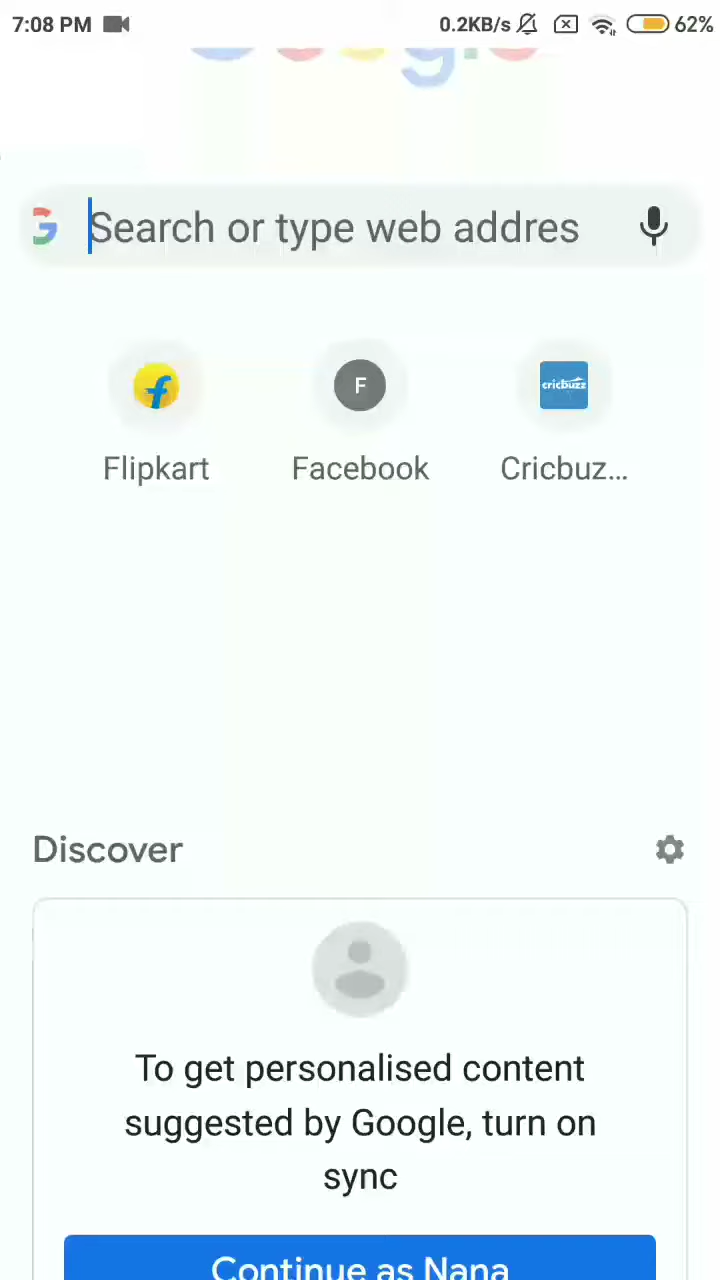 7:08 PM 0.2KB/s 62%
Search or type web addres
F cricbuzz
Flipkart Facebook Cricbuz...
Discover
To get personalised content
suggested by Google, turn on
sync
Continue as Nana